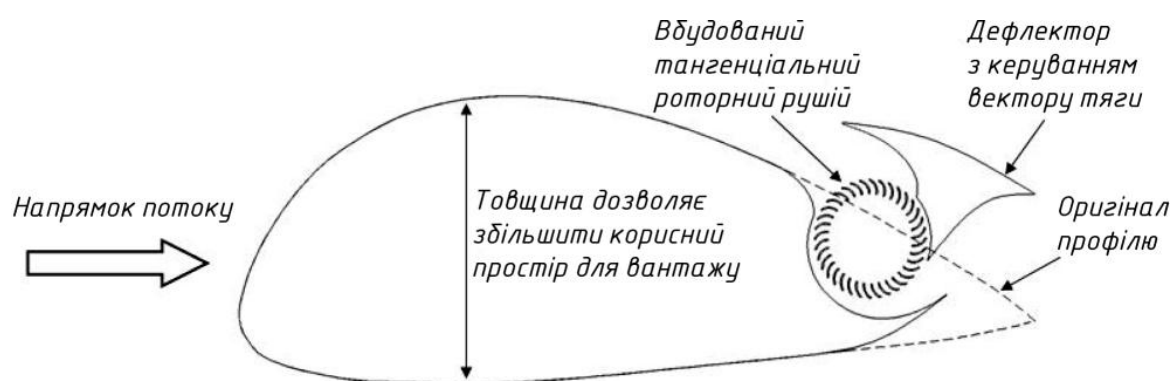 Вбудований
тангенціальний
роторний рушій
Дефлектор
з керуванням
вектору тяги
Напрямок потоку
Товщина дозволяє
збільшити корисний
простір для вантажу
Оригінал
профілю